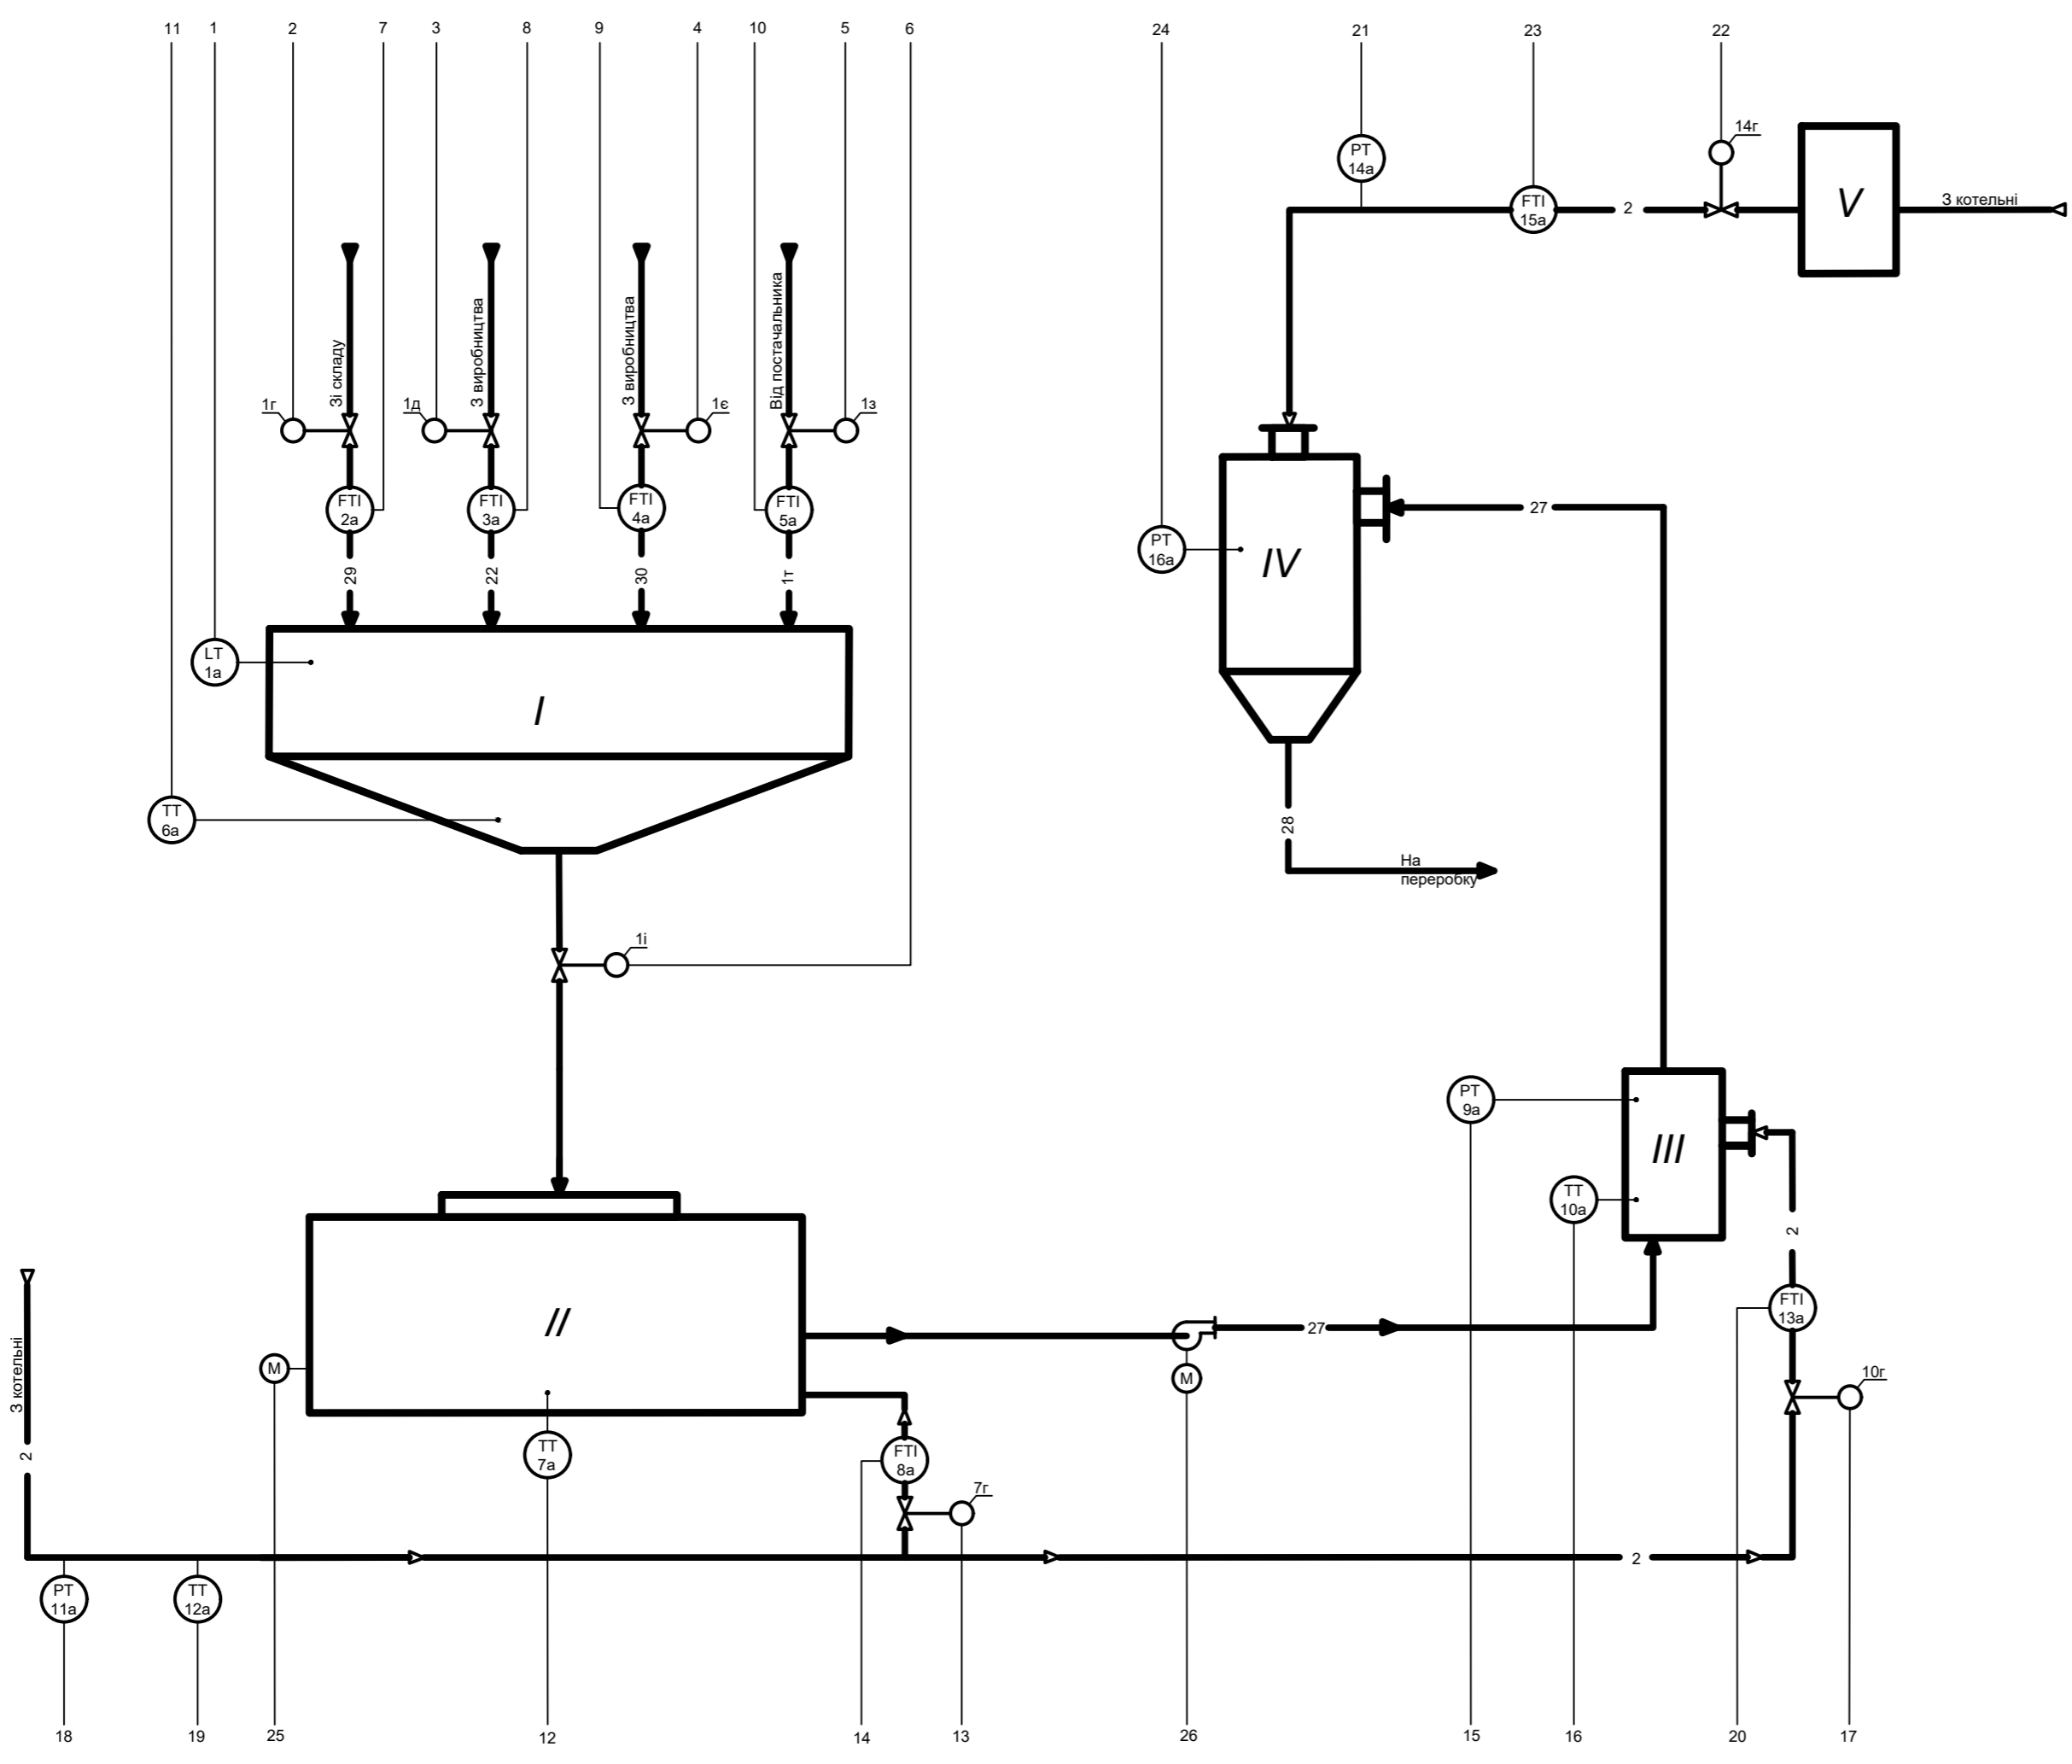 11 1 2 7 3 8 9 4 10 5 6 24 21 23 22
14г
PT
14а
FTI
15а
2
V
З котельні
Зі складу
З виробництва
З виробництва
Від постачальника
1г
1д
1є
1з
FTI
2а
FTI
3а
FTI
4а
FTI
5а
27
PT
16а
IV
29
22
30
1т
LT
1а
I
TT
6а
28
На
переробку
1і
PT
9а
III
TT
10а
2
FTI
13а
З котельні
2
II
27
M
M
10г
TT
7а
FTI
8а
7г
2
PT
11а
TT
12а
18 19 25 12 14 13 26 15 16 20 17